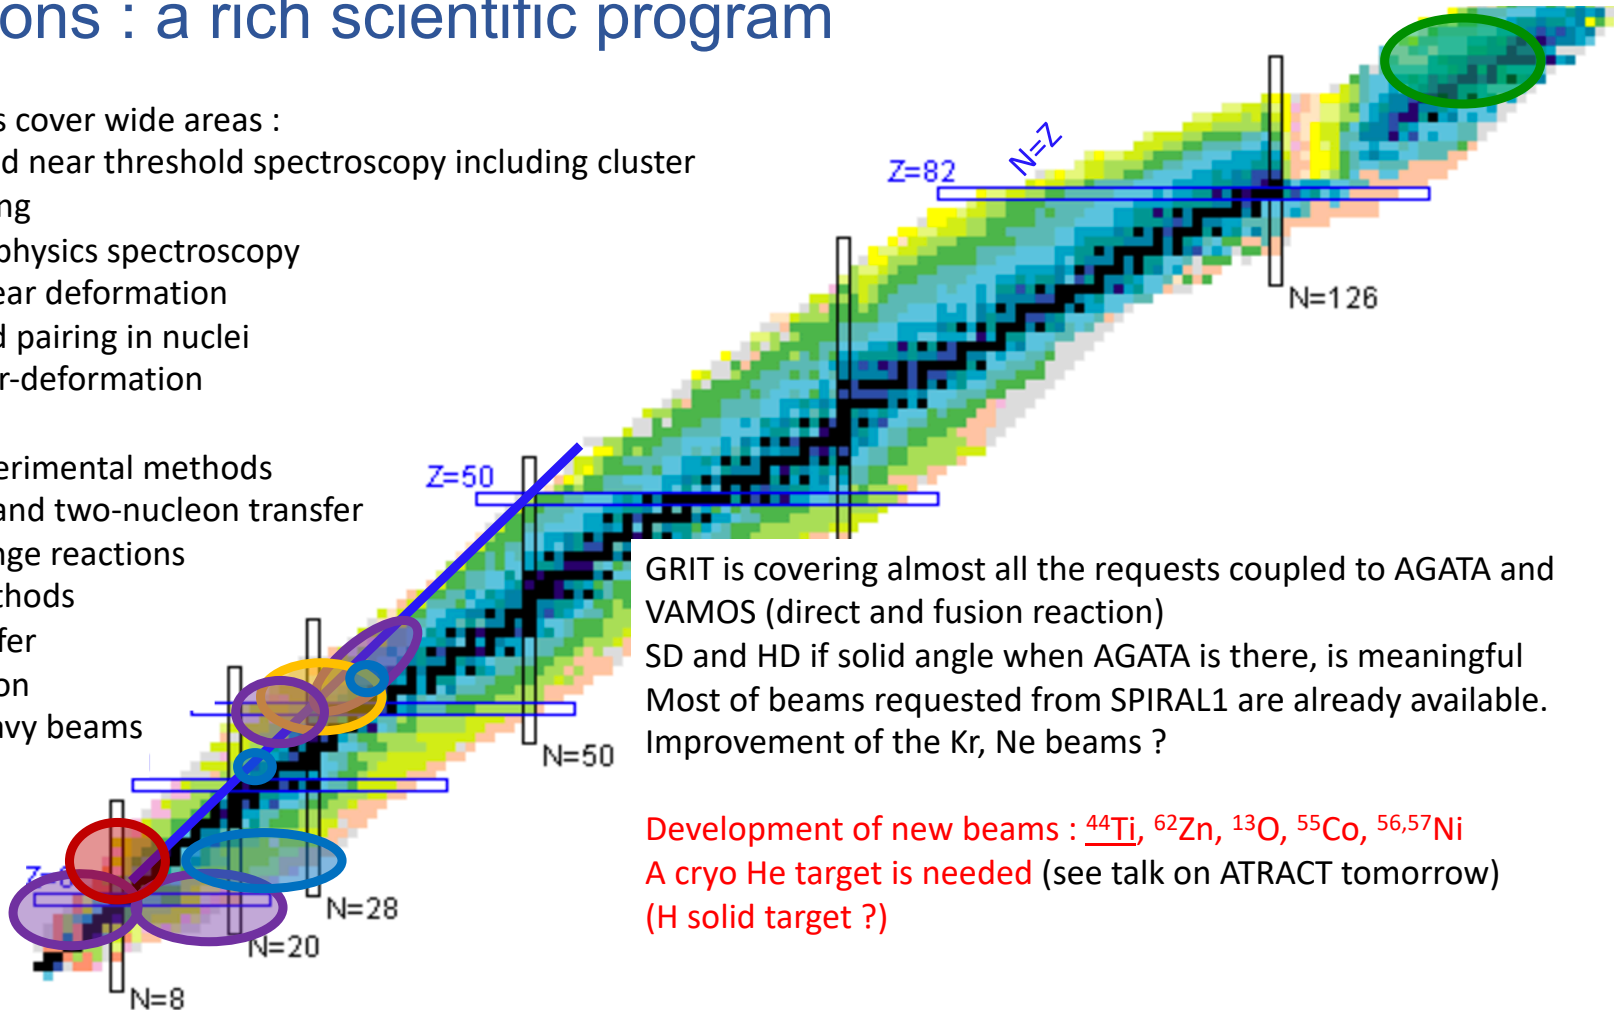 ons : a rich scientific program
s cover wide areas :
d near threshold spectroscopy including cluster
ng
physics spectroscopy
ear deformation
d pairing in nuclei
r-deformation
erimental methods
and two-nucleon transfer
nge reactions
thods
fer
on
avy beams
N=Z
Z=82
N=126
Z=50
N=50
N=28
N=20
N=8
GRIT is covering almost all the requests coupled to AGATA and
VAMOS (direct and fusion reaction)
SD and HD if solid angle when AGATA is there, is meaningful
Most of beams requested from SPIRAL1 are already available.
Improvement of the Kr, Ne beams ?
Development of new beams : ⁴⁴Ti, ⁶²Zn, ¹³O, ⁵⁵Co, ⁵⁶,⁵⁷Ni
A cryo He target is needed (see talk on ATRACT tomorrow)
(H solid target ?)